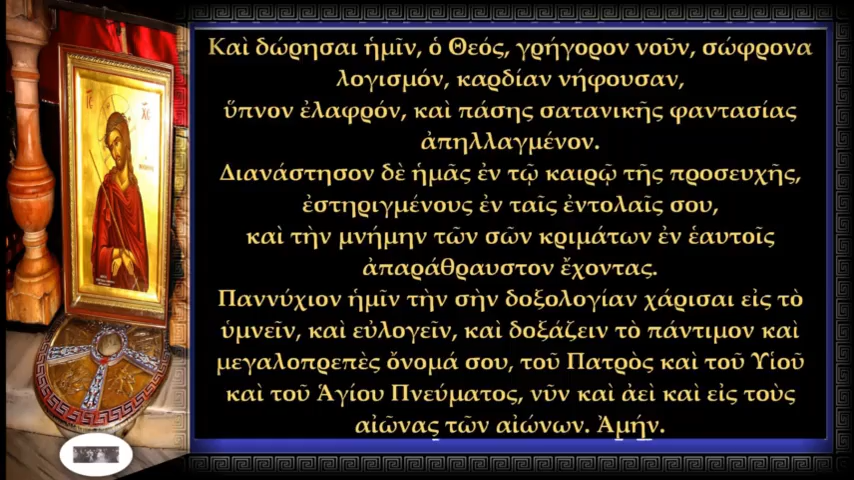 Καὶ δώρησαι ἡμῖν, ὁ Θεός, γρήγορον νοῦν, σώφρονα
λογισμόν, καρδίαν νήφουσαν,
ὕπνον ἐλαφρόν, καὶ πάσης σατανικῆς φαντασίας
ἀπηλλαγμένον.
Διανάστησον δὲ ἡμᾶς ἐν τῷ καιρῷ τῆς προσευχῆς,
ἐστηριγμένους ἐν ταῖς ἐντολαῖς σου,
καὶ τὴν μνήμην τῶν σῶν κριμάτων ἐν ἑαυτοῖς
ἀπαράθραυστον ἔχοντας.
Παννύχιον ἡμῖν τὴν σὴν δοξολογίαν χάρισαι εἰς τὸ
ὑμνεῖν, καὶ εὐλογεῖν, καὶ δοξάζειν τὸ πάντιμον καὶ
μεγαλοπρεπὲς ὄνομά σου, τοῦ Πατρὸς καὶ τοῦ Υἱοῦ
καὶ τοῦ Ἁγίου Πνεύματος, νῦν καὶ ἀεὶ καὶ εἰς τοὺς
αἰῶνας τῶν αἰώνων. Ἀμήν.